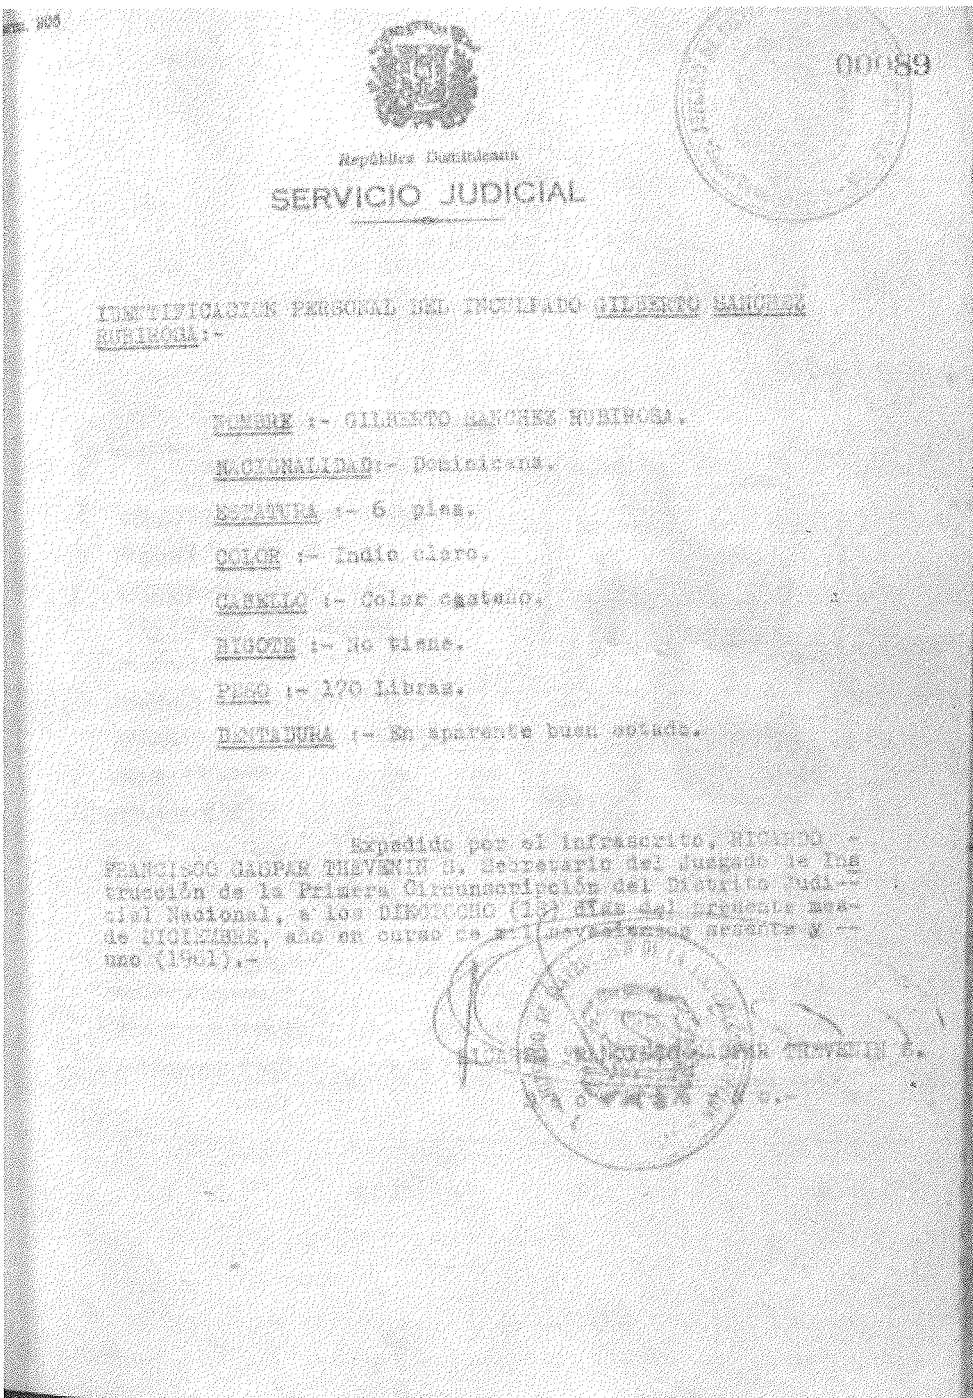 00089
República Dominicana
SERVICIO JUDICIAL
IDENTIFICACION PERSONAL DEL INCULPADO GILBERTO SANCHEZ
RUBIROSA:-
NOMBRE :- GILBERTO SANCHEZ RUBIROSA.
NACIONALIDAD:- Dominicana.
ESTATURA :- 6 pies.
COLOR :- Indio claro.
CABELLO :- Color castaño.
BIGOTE :- No tiene.
PESO :- 170 Libras.
DENTADURA :- En aparente buen estado.
Expedido por el infrascrito, RICARDO -
FRANCISCO GASPAR THEVENIN S. Secretario del Juzgado de Ins
trucción de la Primera Circunscripción del Distrito Judi--
cial Nacional, a los DIECIOCHO (18) días del presente mes-
de DICIEMBRE, año en curso de mil novecientos sesenta y --
uno (1961).-
RICARDO FRANCISCO GASPAR THEVENIN S.
S e c r e t a r i o.-